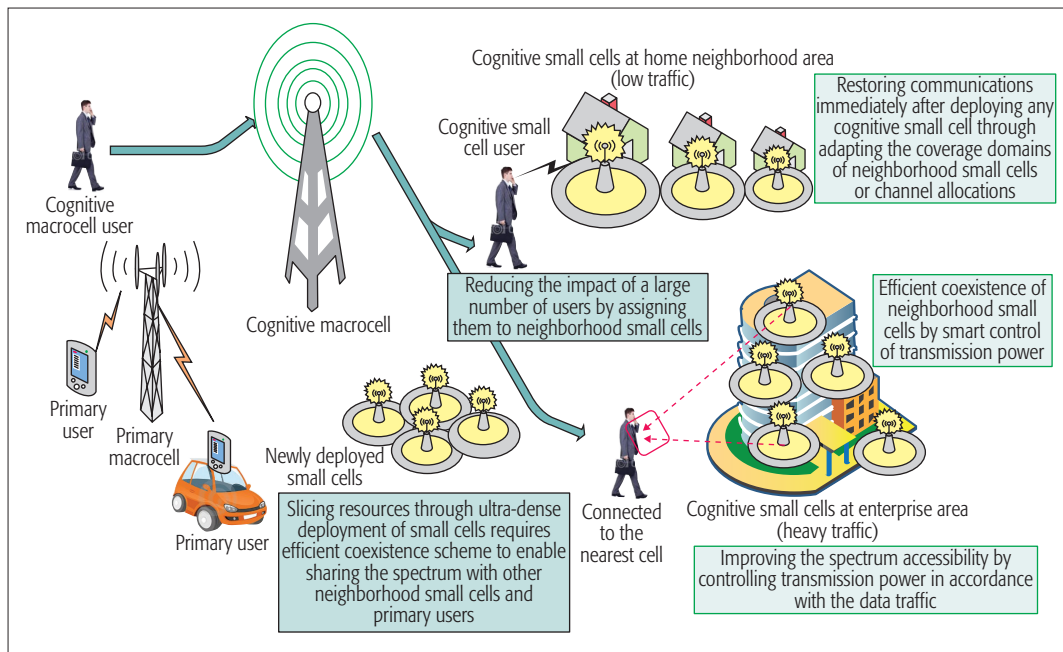 Cognitive small cells at home neighborhood area
(low traffic)
Restoring communications
immediately after deploying any
cognitive small cell through
adapting the coverage domains
of neighborhood small cells
or channel allocations
Cognitive small
cell user
Cognitive
macrocell user
Cognitive macrocell
Reducing the impact of a large
number of users by assigning
them to neighborhood small cells
Efficient coexistence of
neighborhood small
cells by smart control
of transmission power
Primary
user
Primary
macrocell
Primary user
Newly deployed
small cells
Slicing resources through ultra-dense
deployment of small cells requires
efficient coexistence scheme to enable
sharing the spectrum with other
neighborhood small cells and
primary users
Connected
to the
nearest cell
Cognitive small cells at enterprise area
(heavy traffic)
Improving the spectrum accessibility by
controlling transmission power in accordance
with the data traffic